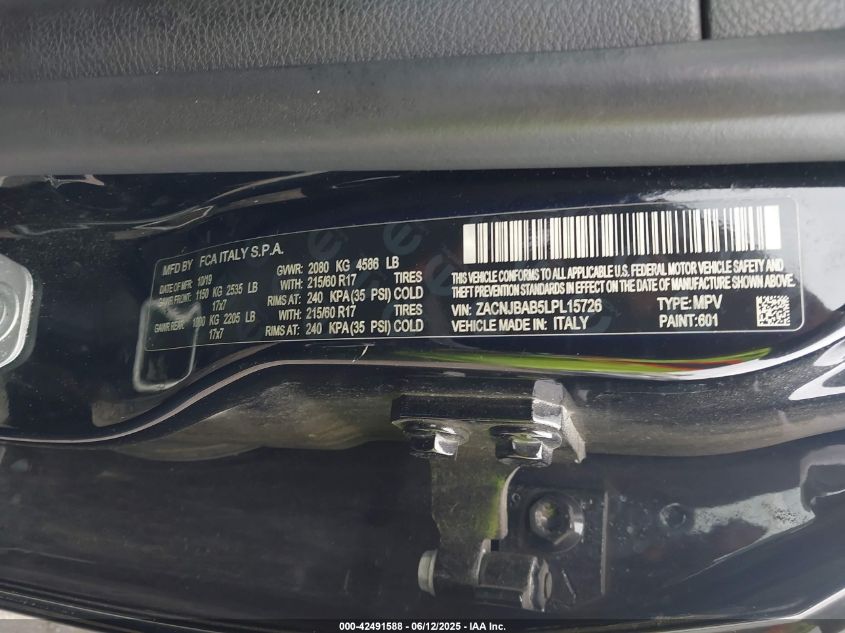 MFD BY FCA ITALY S.P.A.
DATE OF MFR: 10/19 GVWR: 2080 KG 4586 LB
GAWR FRONT: 1150 KG 2535 LB WITH: 215/60 R17 TIRES
17x7 RIMS AT: 240 KPA(35 PSI) COLD
GAWR REAR: 1000 KG 2205 LB WITH: 215/60 R17 TIRES
17x7 RIMS AT: 240 KPA(35 PSI) COLD
THIS VEHICLE CONFORMS TO ALL APPLICABLE U.S. FEDERAL MOTOR VEHICLE SAFETY
AND THEFT PREVENTION STANDARDS IN EFFECT ON THE DATE OF MANUFACTURE SHOWN ABOVE.
VIN: ZACNJBAB5LPL15726 TYPE: MPV
VEHICLE MADE IN: ITALY PAINT:601
000-42491588 - 06/12/2025 - IAA Inc.